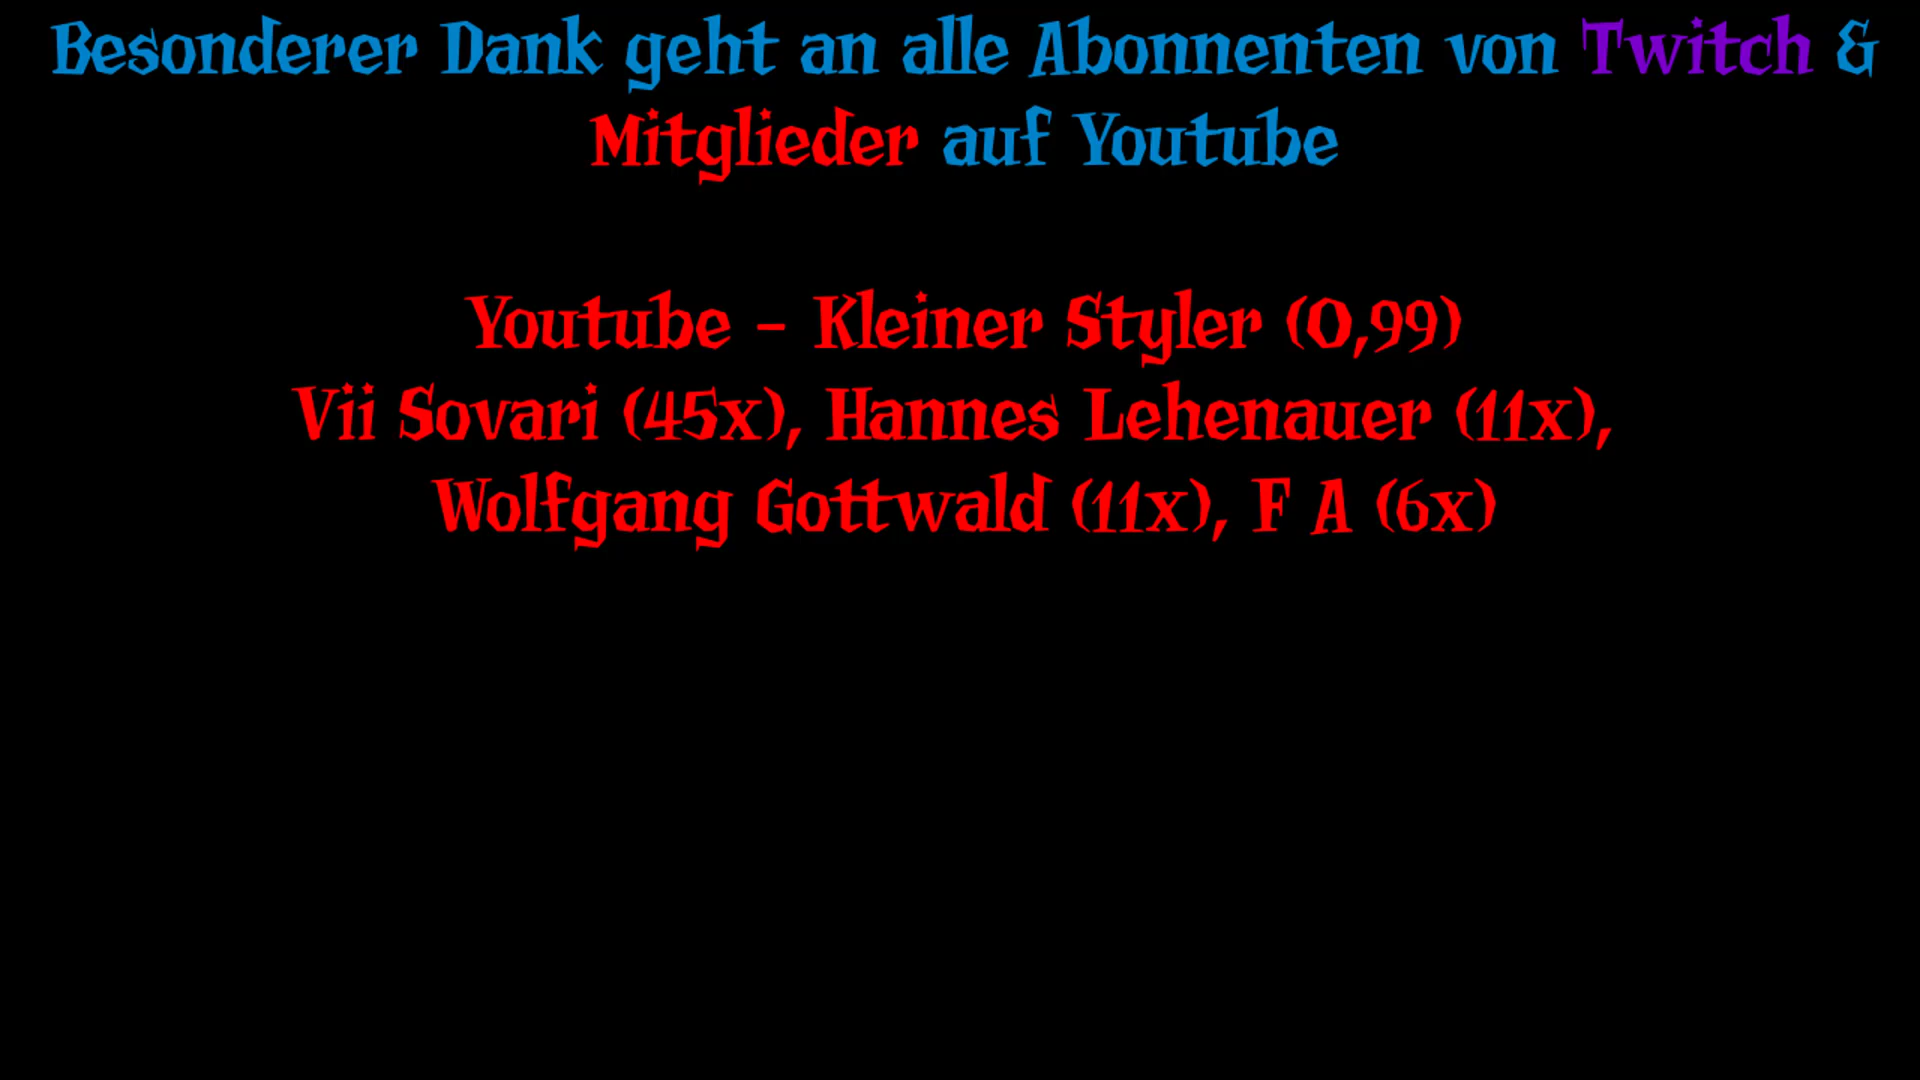 Besonderer Dank geht an alle Abonnenten von Twitch &
Mitglieder auf Youtube
Youtube - Kleiner Styler (0,99)
Vii Sovari (45x), Hannes Lehenauer (11x),
Wolfgang Gottwald (11x), F A (6x)